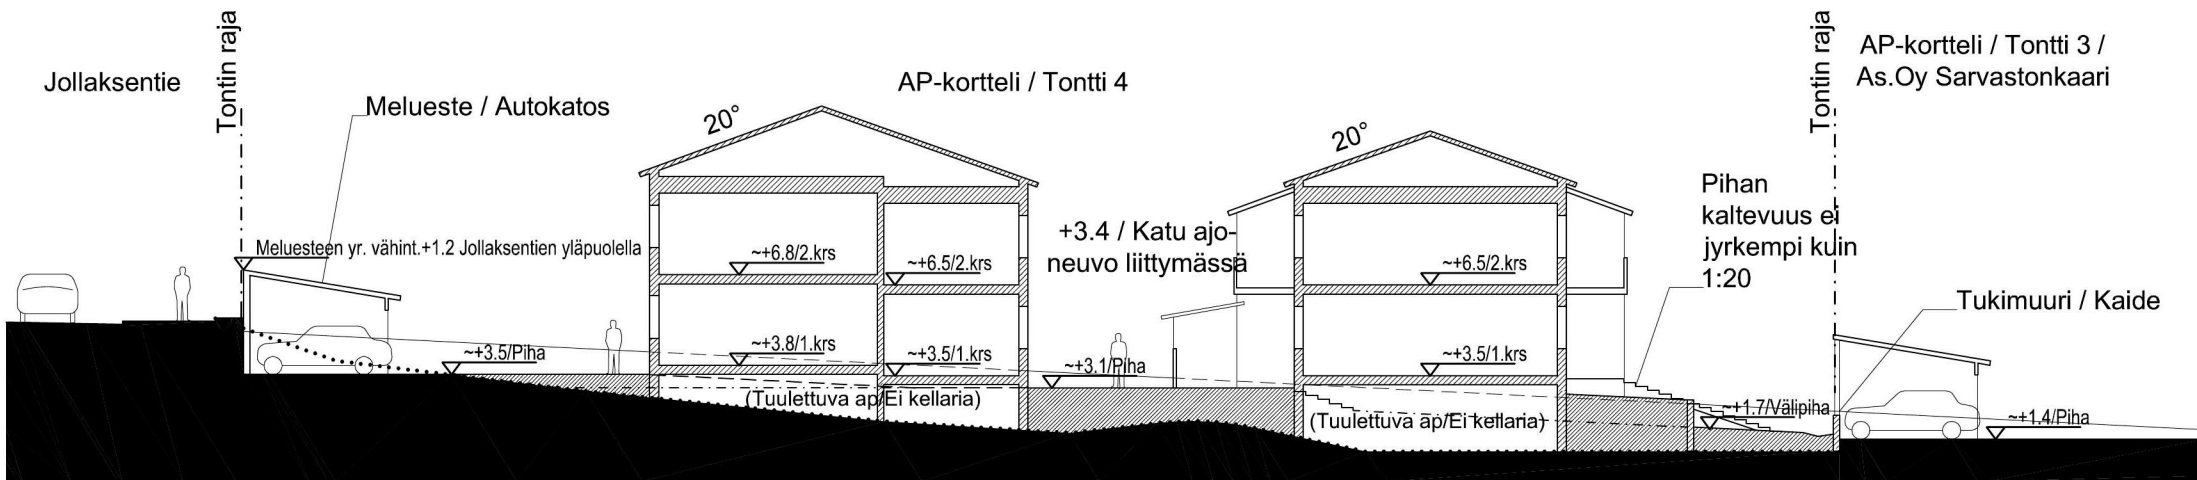 Jollaksentie
Tontin raja
Melueste / Autokatos
20°
AP-kortteli / Tontti 4
20°
Tontin raja
AP-kortteli / Tontti 3 /
As.Oy Sarvastonkaari
Meluesteen yr. vähint.+1.2 Jollaksentien yläpuolella
~+6.8/2.krs
~+6.5/2.krs
+3.4 / Katu ajo-
neuvo liittymässä
~+6.5/2.krs
Pihan
kaltevuus ei
jyrkempi kuin
1:20
Tukimuuri / Kaide
~+3.5/Piha
~+3.8/1.krs
~+3.5/1.krs
~+3.1/Piha
~+3.5/1.krs
(Tuulettuva ap/Ei kellaria)
(Tuulettuva ap/Ei kellaria)
~+1.7/Välipiha
~+1.4/Piha